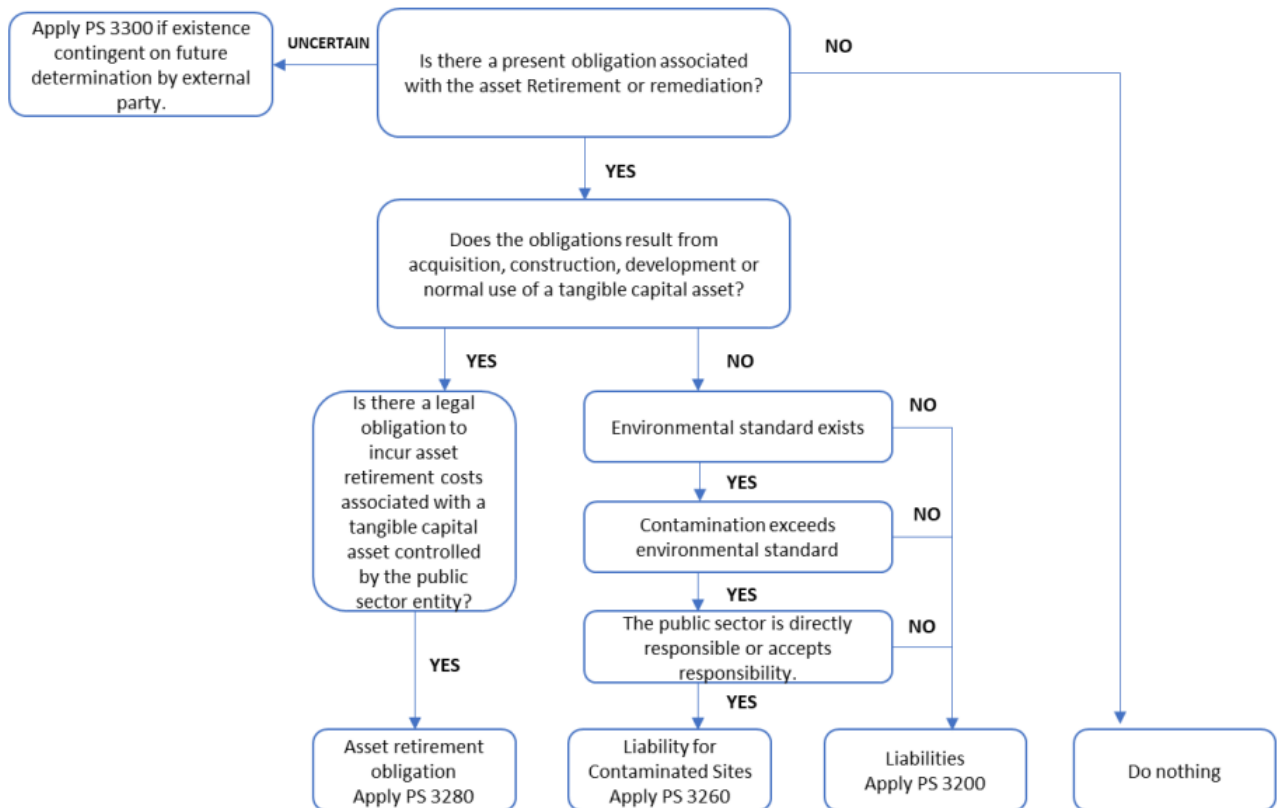 Apply PS 3300 if existence
contingent on future
determination by external
party.
UNCERTAIN
Is there a present obligation associated
with the asset Retirement or remediation?
NO
YES
Does the obligations result from
acquisition, construction, development or
normal use of a tangible capital asset?
YES
NO
Is there a legal
obligation to
incur asset
retirement costs
associated with a
tangible capital
asset controlled
by the public
sector entity?
Environmental standard exists
NO
YES
Contamination exceeds
environmental standard
NO
YES
The public sector is directly
responsible or accepts
responsibility.
NO
YES
YES
Asset retirement
obligation
Apply PS 3280
Liability for
Contaminated Sites
Apply PS 3260
Liabilities
Apply PS 3200
Do nothing